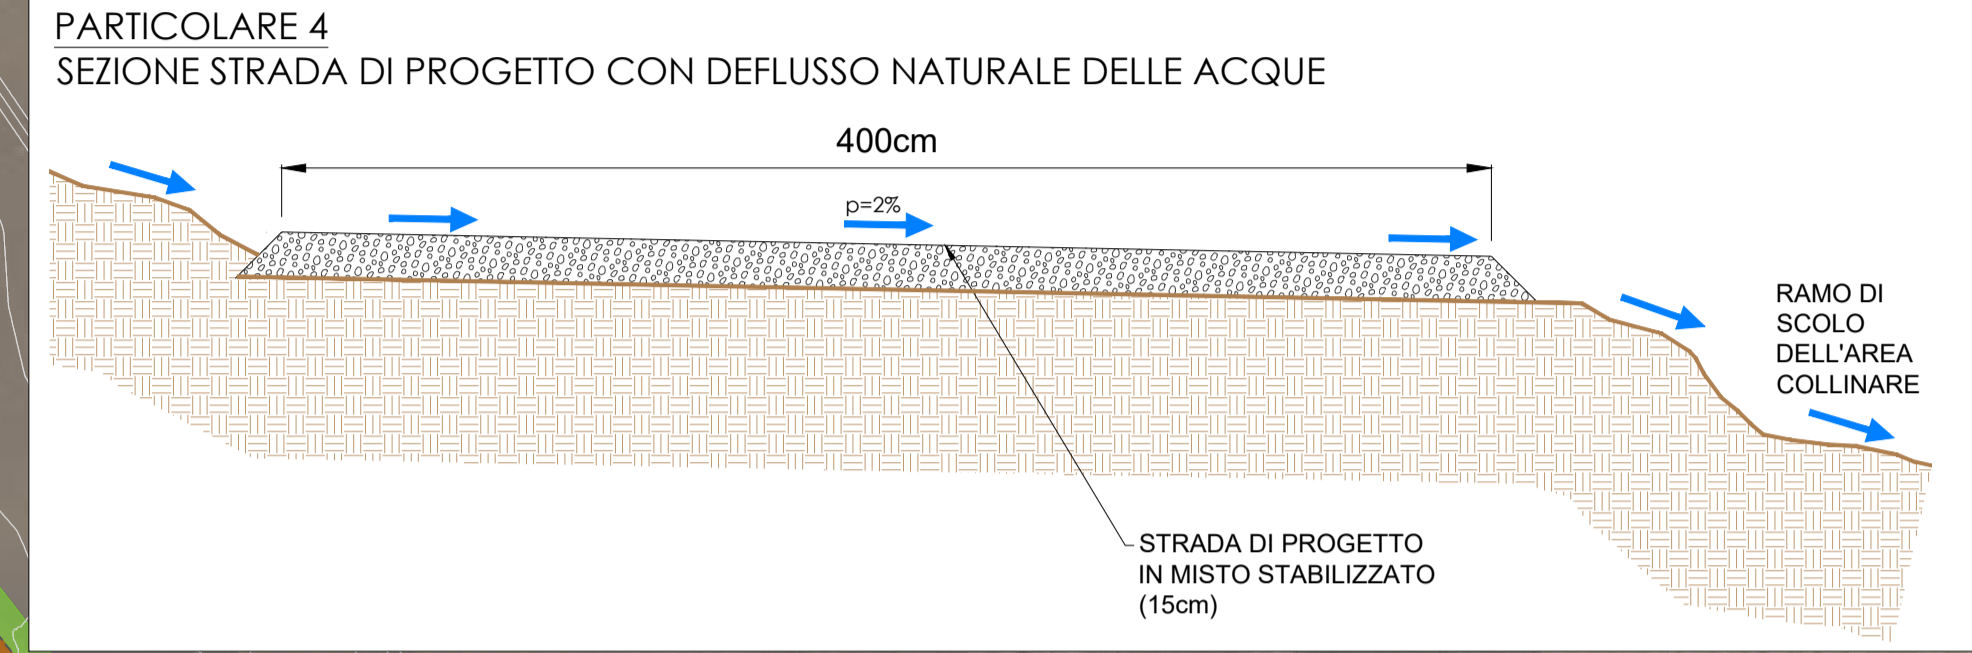 PARTICOLARE 4
SEZIONE STRADA DI PROGETTO CON DEFLUSSO NATURALE DELLE ACQUE
400cm
p=2%
RAMO DI
SCOLO
DELL'AREA
COLLINARE
STRADA DI PROGETTO
IN MISTO STABILIZZATO
(15cm)